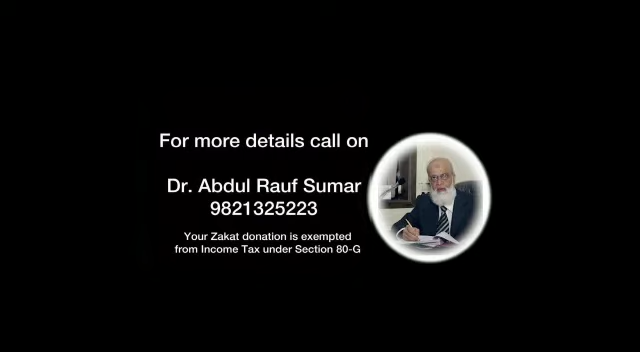 For more details call on
Dr. Abdul Rauf Sumar
9821325223
Your Zakat donation is exempted
from Income Tax under Section 80-G